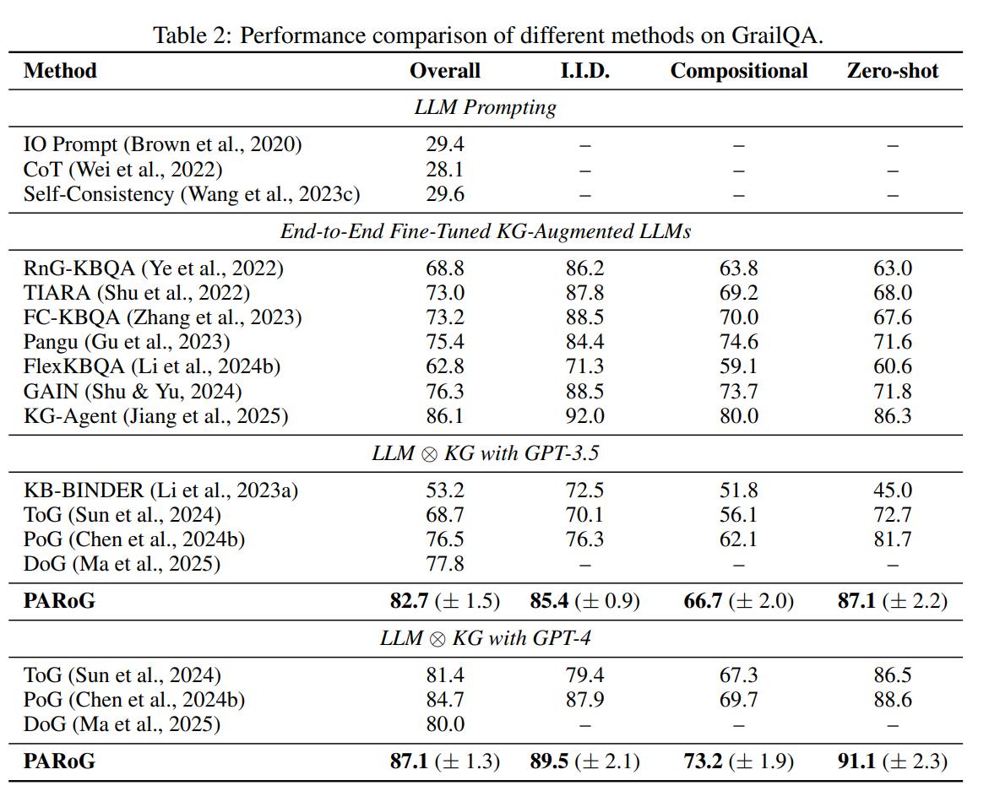 Table 2: Performance comparison of different methods on GrailQA.
Method Overall I.I.D. Compositional Zero-shot
LLM Prompting
IO Prompt (Brown et al., 2020) 29.4 – – –
CoT (Wei et al., 2022) 28.1 – – –
Self-Consistency (Wang et al., 2023c) 29.6 – – –
End-to-End Fine-Tuned KG-Augmented LLMs
RnG-KBQA (Ye et al., 2022) 68.8 86.2 63.8 63.0
TIARA (Shu et al., 2022) 73.0 87.8 69.2 68.0
FC-KBQA (Zhang et al., 2023) 73.2 88.5 70.0 67.6
Pangu (Gu et al., 2023) 75.4 84.4 74.6 71.6
FlexKBQA (Li et al., 2024b) 62.8 71.3 59.1 60.6
GAIN (Shu & Yu, 2024) 76.3 88.5 73.7 71.8
KG-Agent (Jiang et al., 2025) 86.1 92.0 80.0 86.3
LLM ⊗ KG with GPT-3.5
KB-BINDER (Li et al., 2023a) 53.2 72.5 51.8 45.0
ToG (Sun et al., 2024) 68.7 70.1 56.1 72.7
PoG (Chen et al., 2024b) 76.5 76.3 62.1 81.7
DoG (Ma et al., 2025) 77.8 – – –
PARoG 82.7 (± 1.5) 85.4 (± 0.9) 66.7 (± 2.0) 87.1 (± 2.2)
LLM ⊗ KG with GPT-4
ToG (Sun et al., 2024) 81.4 79.4 67.3 86.5
PoG (Chen et al., 2024b) 84.7 87.9 69.7 88.6
DoG (Ma et al., 2025) 80.0 – – –
PARoG 87.1 (± 1.3) 89.5 (± 2.1) 73.2 (± 1.9) 91.1 (± 2.3)